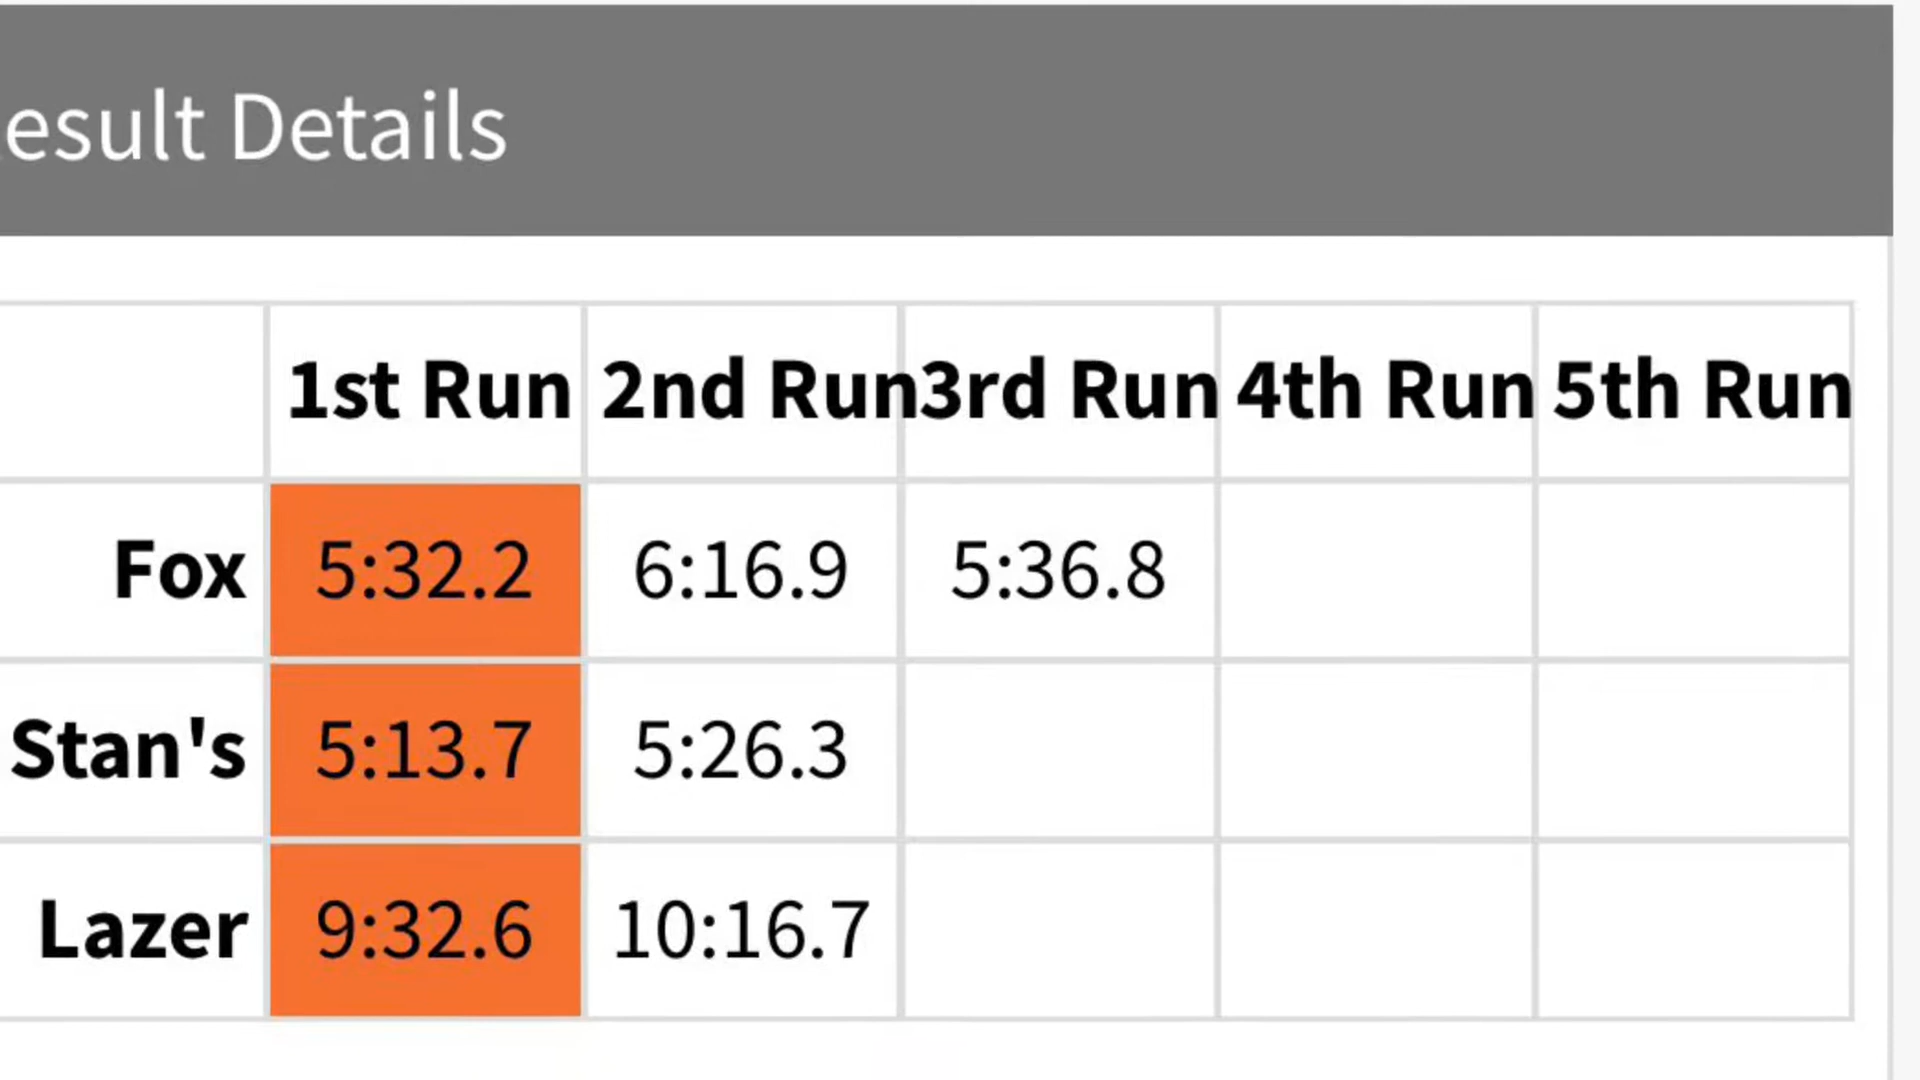 esult Details
1st Run 2nd Run 3rd Run 4th Run 5th Run
Fox 5:32.2 6:16.9 5:36.8
Stan's 5:13.7 5:26.3
Lazer 9:32.6 10:16.7